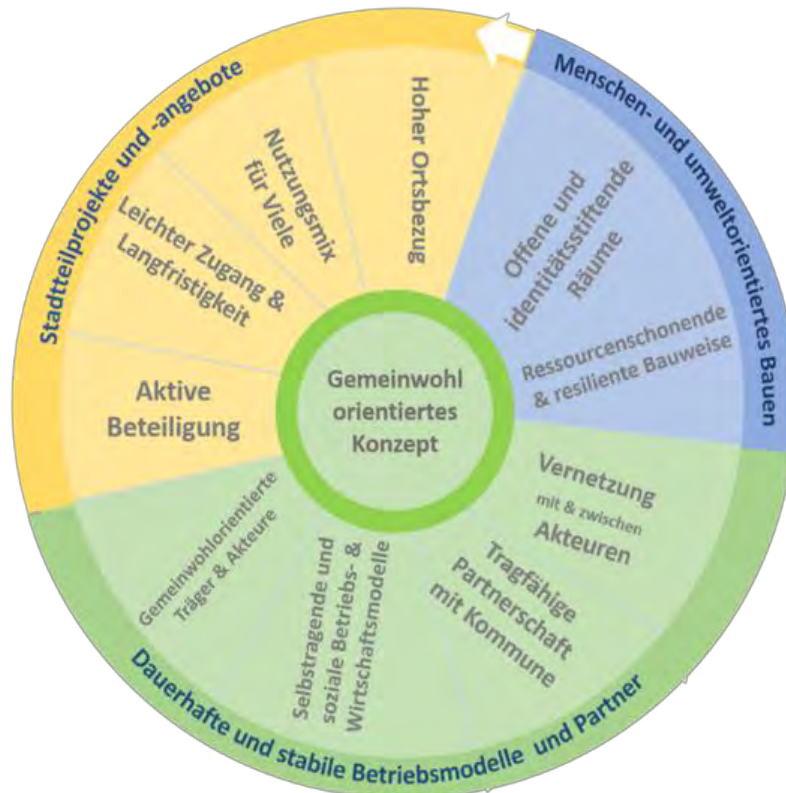 Stadtteilprojekte und -angebote
Menschen- und umweltorientiertes Bauen
Dauerhafte und stabile Betriebsmodelle und Partner
Hoher Ortsbezug
Nutzungsmix
für Viele
Leichter Zugang &
Langfristigkeit
Aktive
Beteiligung
Offene und
identitätsstiftende
Räume
Ressourcenschonende
& resiliente Bauweise
Gemeinwohl
orientiertes
Konzept
Vernetzung
mit & zwischen
Akteuren
Tragfähige
Partnerschaft
mit Kommune
Selbstragende und
soziale Betriebs- &
Wirtschaftsmodelle
Gemeinwohlorientierte
Träger & Akteure